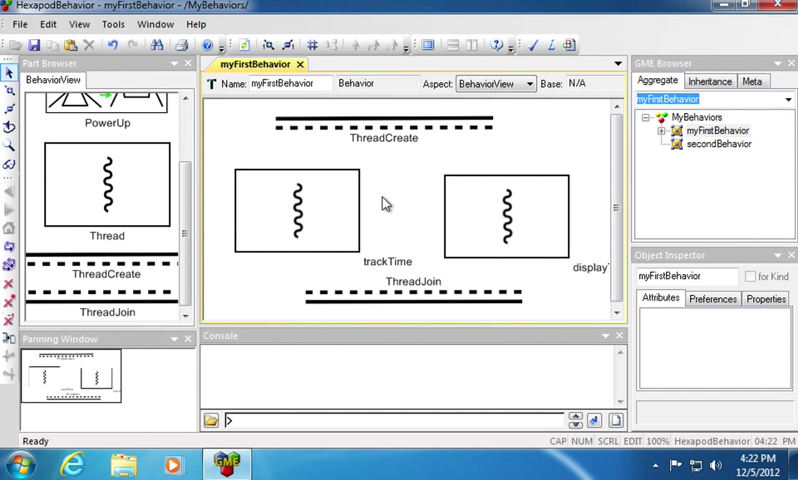 HexapodBehavior - myFirstBehavior - /MyBehaviors/
File Edit View Tools Window Help
Part Browser
BehaviorView
PowerUp
Thread
ThreadCreate
ThreadJoin
Panning Window
myFirstBehavior
Name: myFirstBehavior Behavior Aspect: BehaviorView Base: N/A
ThreadCreate
trackTime
displayT
ThreadJoin
Console
>
GME Browser
Aggregate Inheritance Meta
myFirstBehavior
MyBehaviors
myFirstBehavior
secondBehavior
Object Inspector
myFirstBehavior for Kind
Attributes Preferences Properties
Ready CAP NUM SCRL EDIT 100% HexapodBehavior 04:22 PM
GME
4:22 PM
12/5/2012